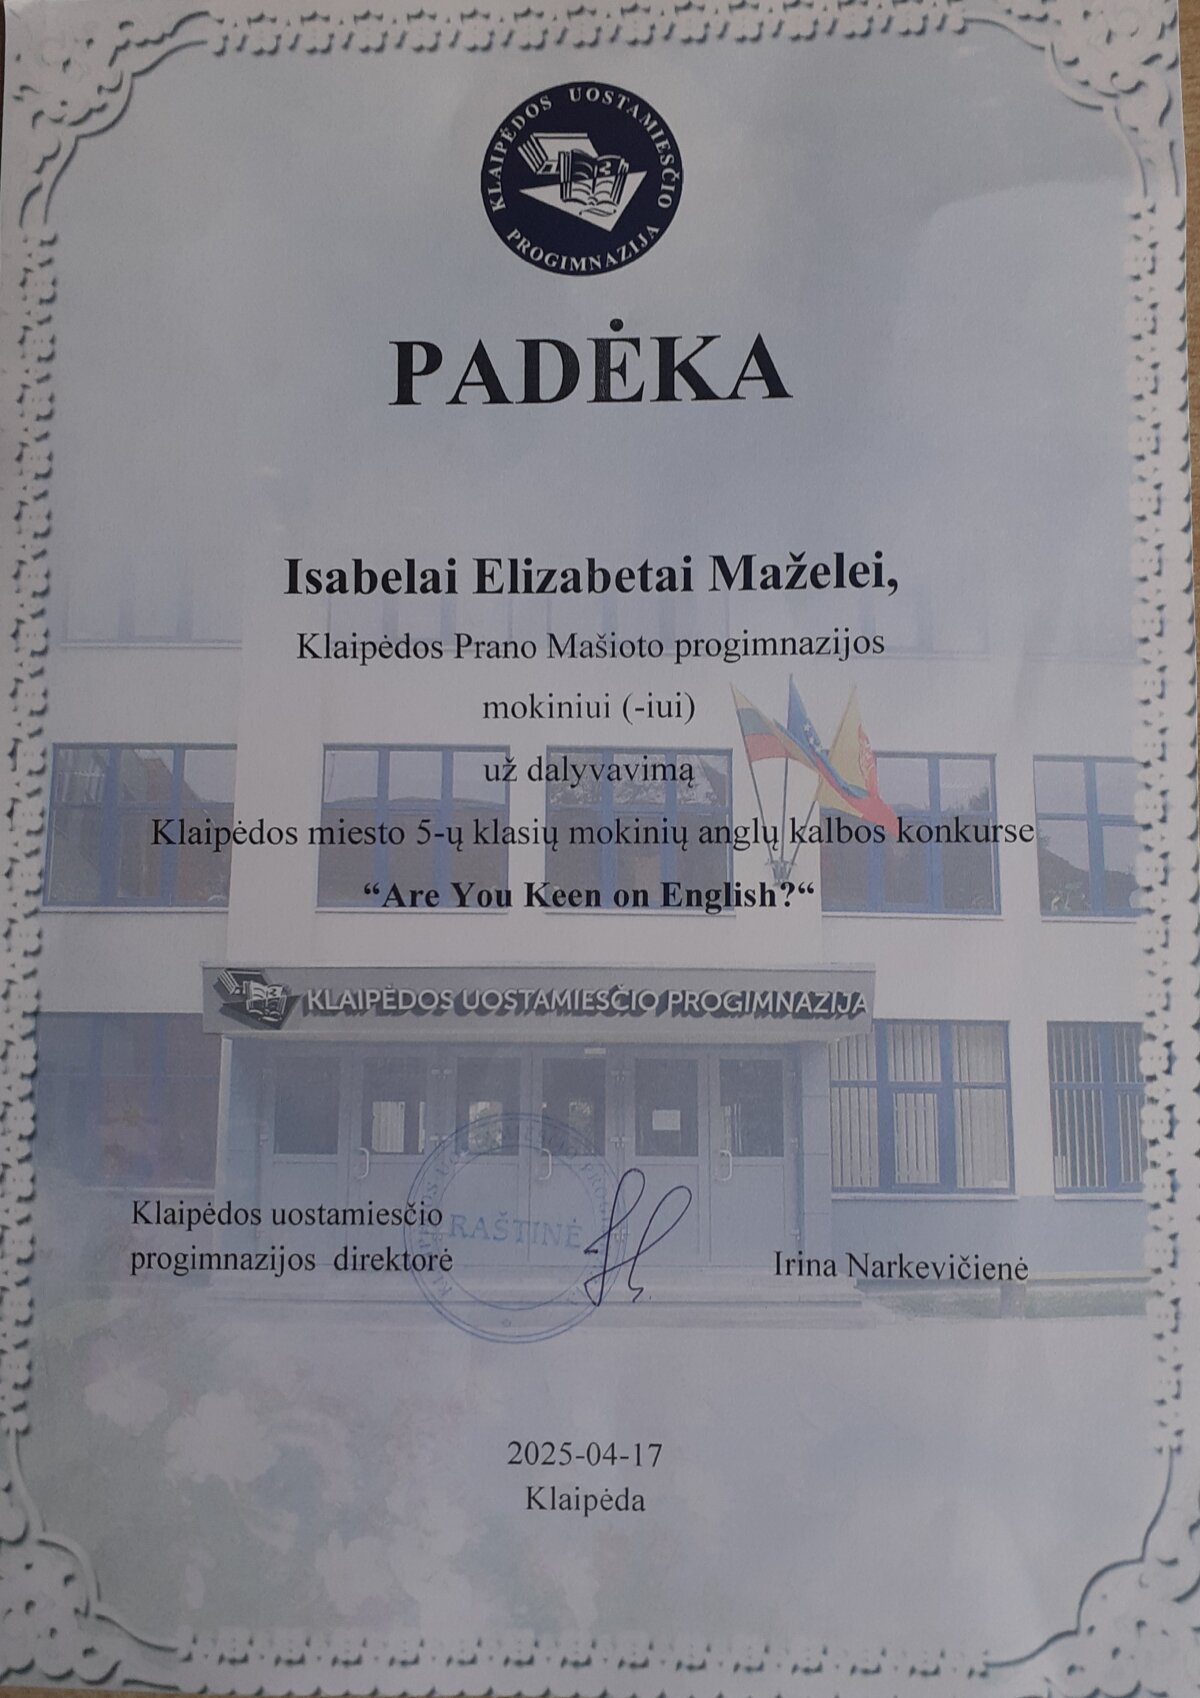 KLAIPĖDOS UOSTAMIESČIO
PROGIMNAZIJA
PADĖKA
Isabelai Elizabetai Maželei,
Klaipėdos Prano Mašioto progimnazijos
mokiniui (-iui)
už dalyvavimą
Klaipėdos miesto 5-ų klasių mokinių anglų kalbos konkurse
“Are You Keen on English?“
KLAIPĖDOS UOSTAMIESČIO PROGIMNAZIJA
Klaipėdos uostamiesčio
progimnazijos direktorė
RAŠTINĖ
Irina Narkevičienė
2025-04-17
Klaipėda